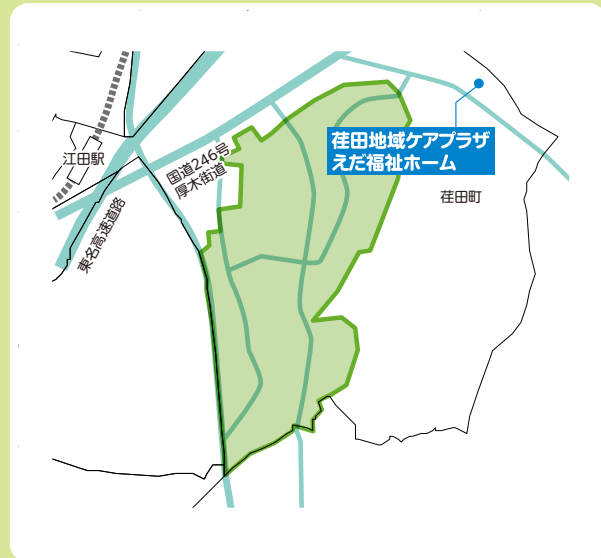 荏田地域ケアプラザ
えだ福祉ホーム
江田駅
国道246号
厚木街道
荏田町
東名高速道路